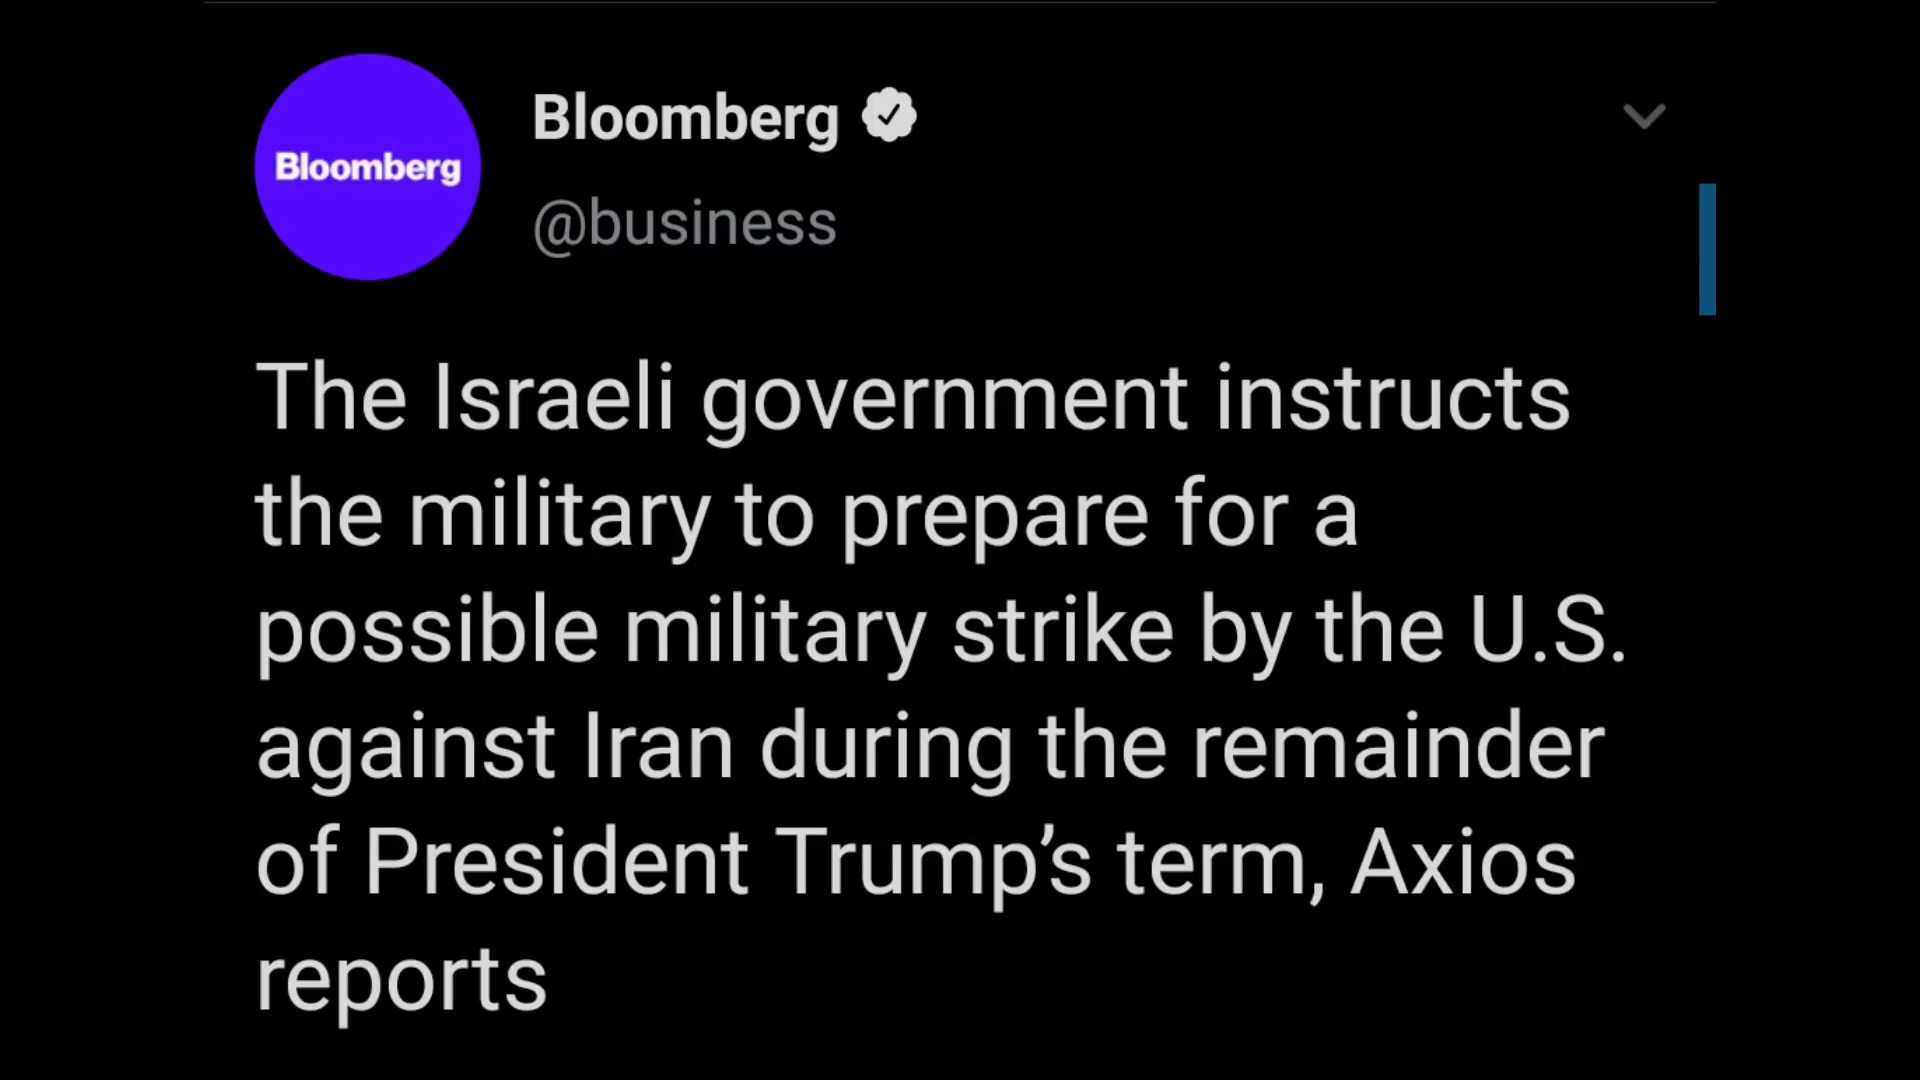 Bloomberg
Bloomberg
@business
The Israeli government instructs
the military to prepare for a
possible military strike by the U.S.
against Iran during the remainder
of President Trump’s term, Axios
reports